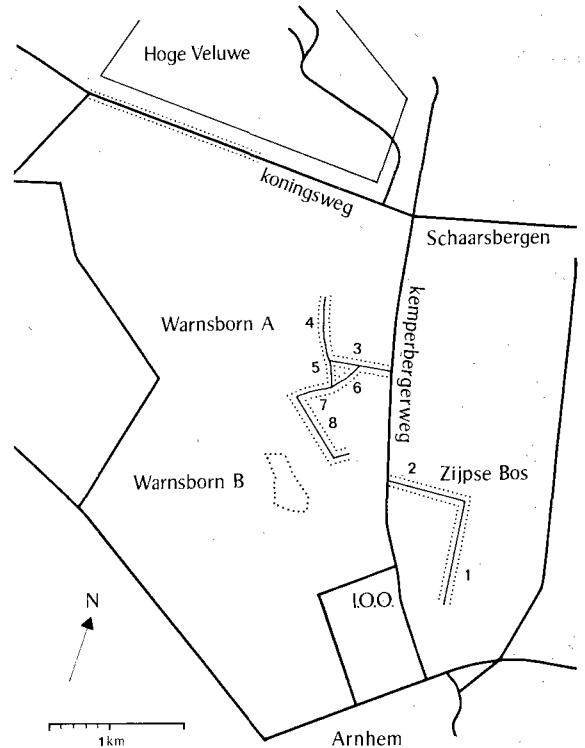 Hoge Veluwe
koningsweg
Schaarsbergen
kemperbergerweg
Warnsborn A
4
3
5
6
7
8
2
Warnsborn B
Zijpse Bos
1
I.O.O.
N
1km
Arnhem